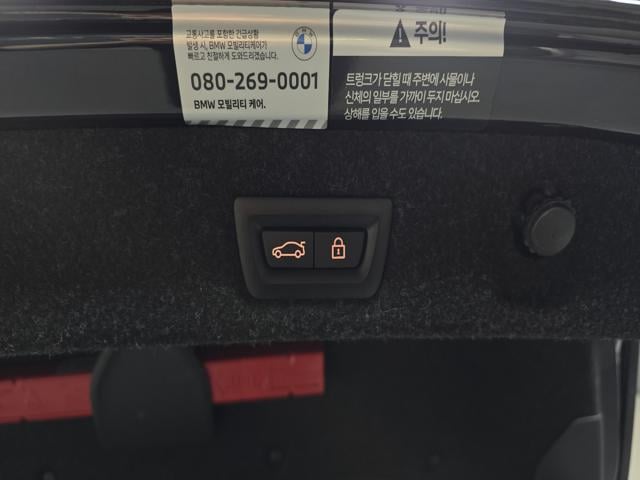 교통사고를 포함한 긴급상황
발생 시, BMW 모빌리티케어가
빠르고 친절하게 도와드리겠습니다.
080-269-0001
BMW 모빌리티 케어.
주의!
트렁크가 닫힐 때 주변에 사물이나
신체의 일부를 가까이 두지 마십시오.
상해를 입을 수도 있습니다.